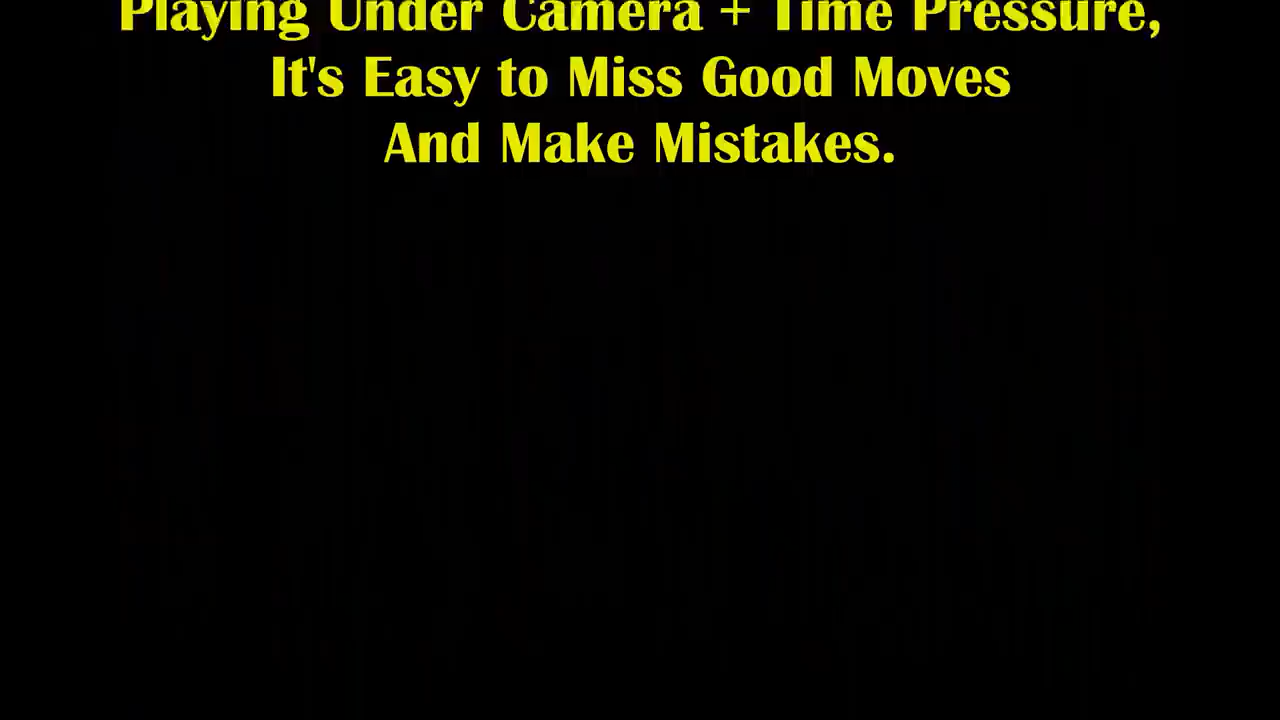 Playing Under Camera + Time Pressure,
It's Easy to Miss Good Moves
And Make Mistakes.